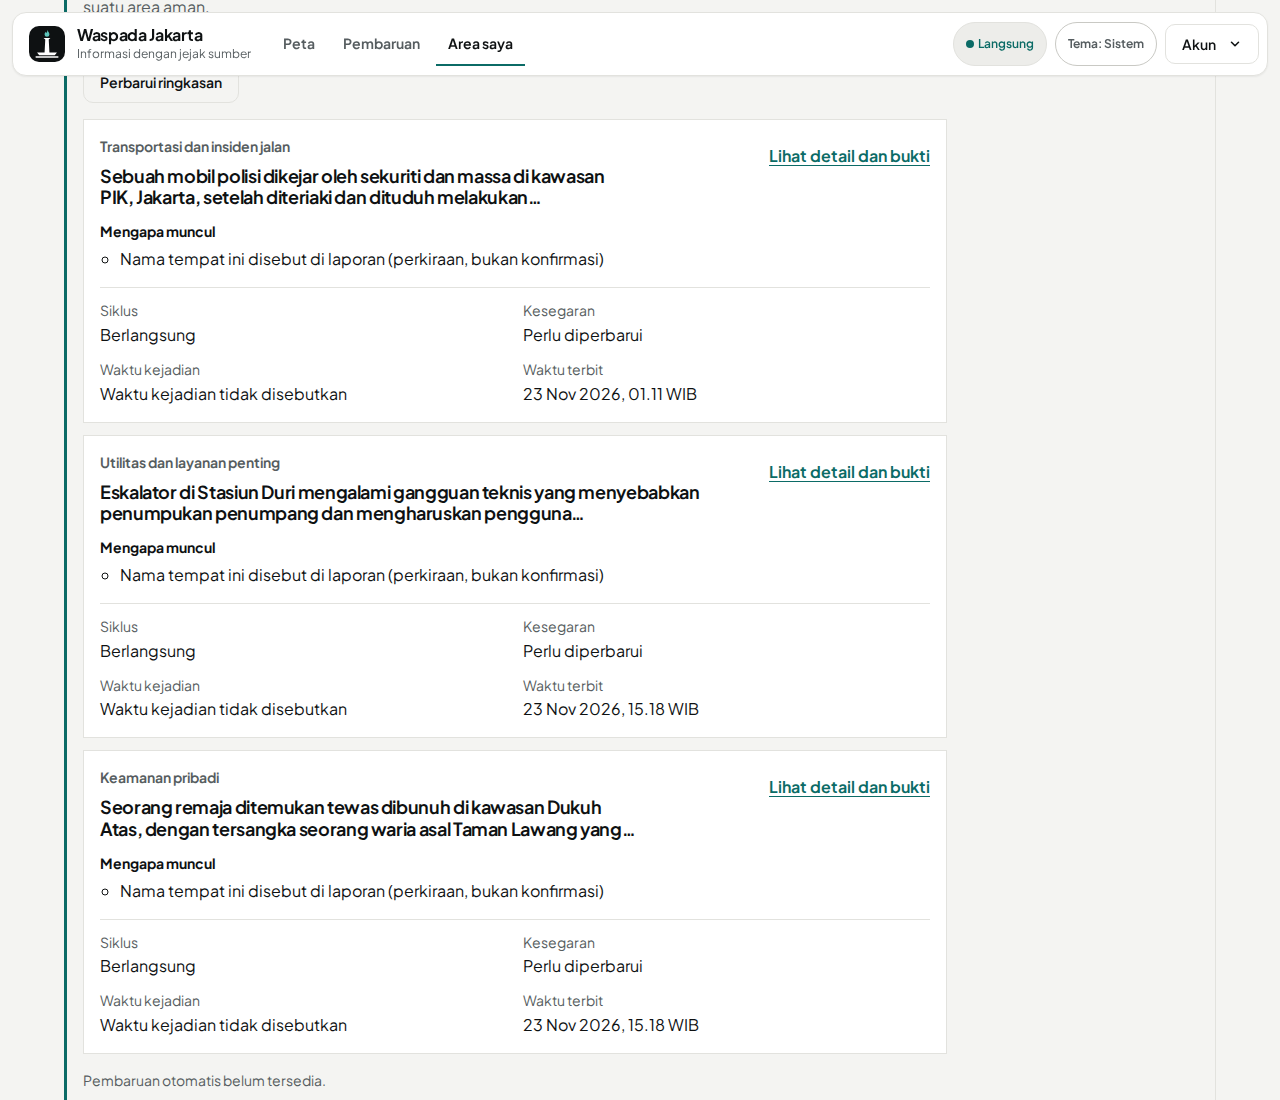 suatu area aman.
Waspada Jakarta
Informasi dengan jejak sumber
Peta
Pembaruan
Area saya
Langsung
Tema: Sistem
Akun
Perbarui ringkasan
Transportasi dan insiden jalan
Lihat detail dan bukti
Sebuah mobil polisi dikejar oleh sekuriti dan massa di kawasan
PIK, Jakarta, setelah diteriaki dan dituduh melakukan…
Mengapa muncul
Nama tempat ini disebut di laporan (perkiraan, bukan konfirmasi)
Siklus
Kesegaran
Berlangsung
Perlu diperbarui
Waktu kejadian
Waktu terbit
Waktu kejadian tidak disebutkan
23 Nov 2026, 01.11 WIB
Utilitas dan layanan penting
Lihat detail dan bukti
Eskalator di Stasiun Duri mengalami gangguan teknis yang menyebabkan
penumpukan penumpang dan mengharuskan pengguna…
Mengapa muncul
Nama tempat ini disebut di laporan (perkiraan, bukan konfirmasi)
Siklus
Kesegaran
Berlangsung
Perlu diperbarui
Waktu kejadian
Waktu terbit
Waktu kejadian tidak disebutkan
23 Nov 2026, 15.18 WIB
Keamanan pribadi
Lihat detail dan bukti
Seorang remaja ditemukan tewas dibunuh di kawasan Dukuh
Atas, dengan tersangka seorang waria asal Taman Lawang yang…
Mengapa muncul
Nama tempat ini disebut di laporan (perkiraan, bukan konfirmasi)
Siklus
Kesegaran
Berlangsung
Perlu diperbarui
Waktu kejadian
Waktu terbit
Waktu kejadian tidak disebutkan
23 Nov 2026, 15.18 WIB
Pembaruan otomatis belum tersedia.